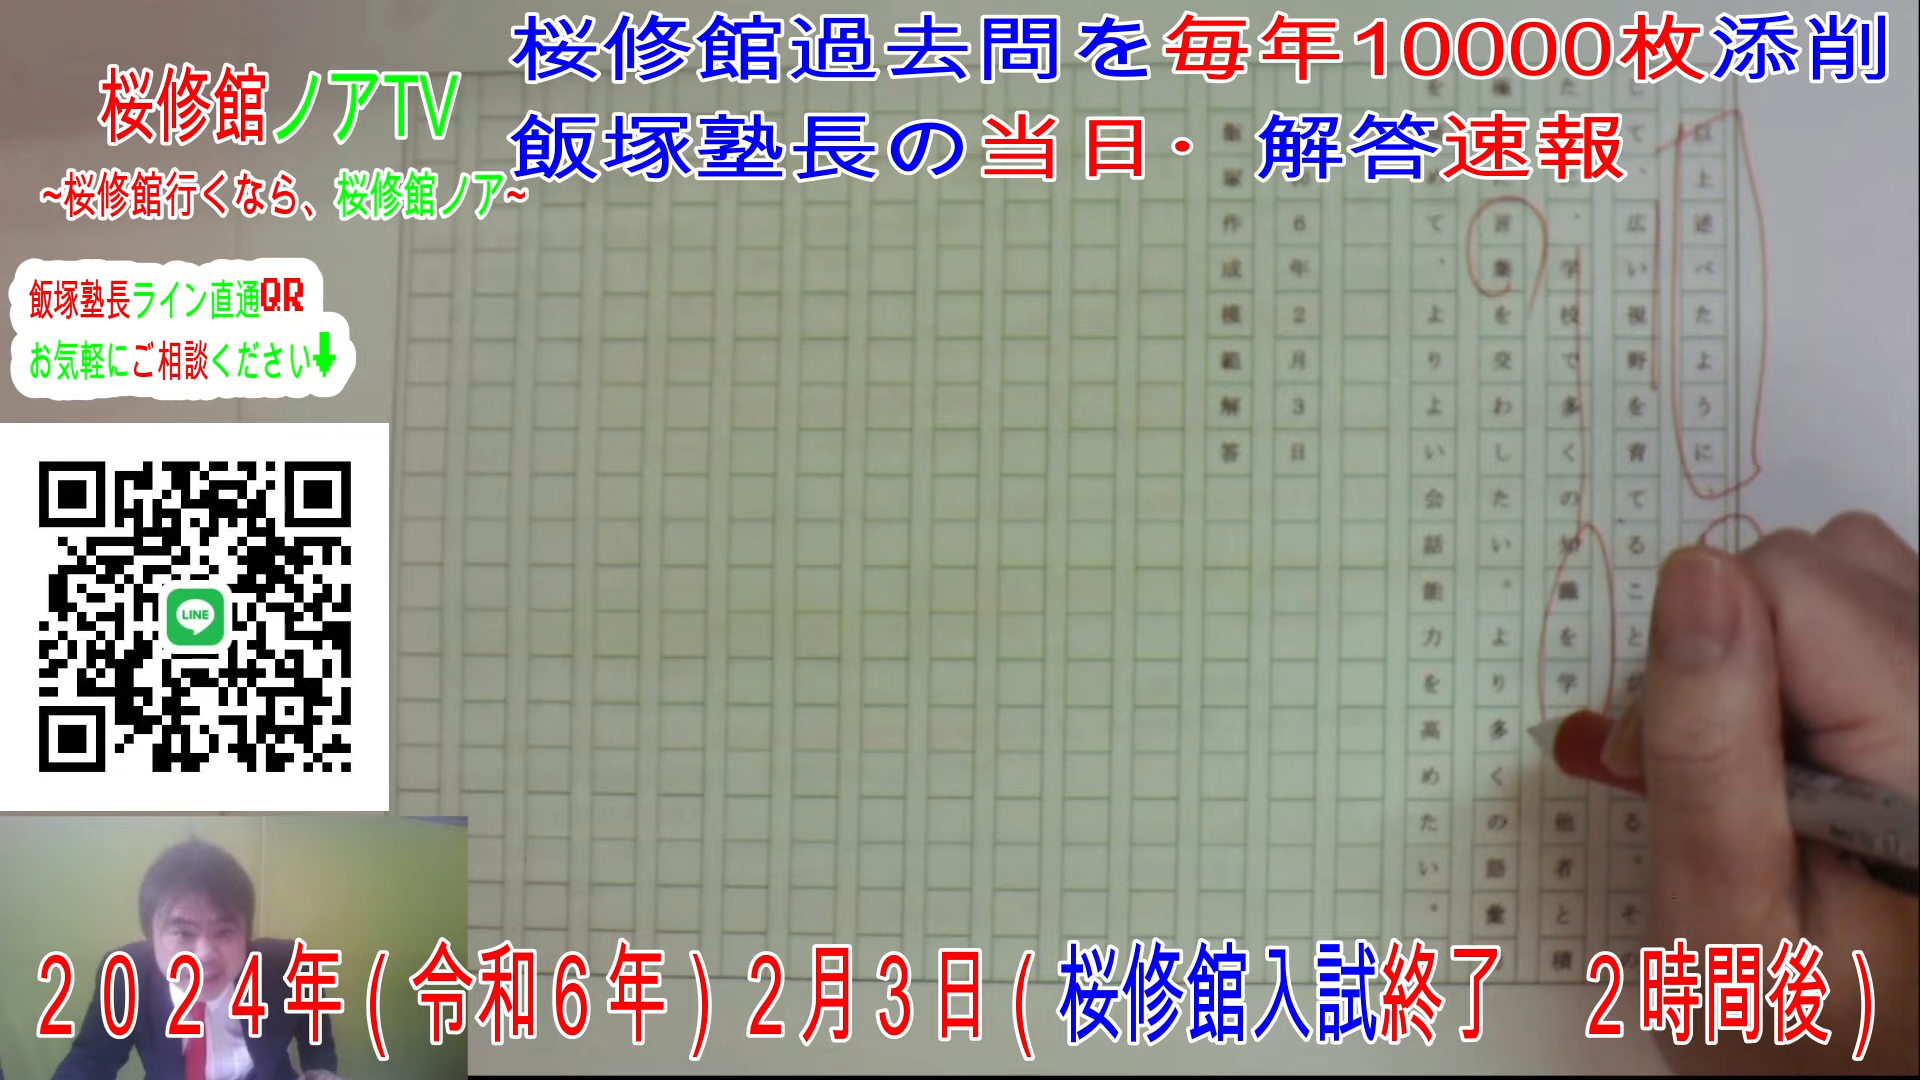 桜修館過去問を毎年10000枚添削
飯塚塾長の当日・解答速報
桜修館ノアTV
~桜修館行くなら、桜修館ノア~
飯塚塾長ライン直通QR
お気軽にご相談ください⬇
LINE
以上述べたように、
て、広い視野を育てること
る。そ
た
、学校で多くの知識を学
他者と積
極
言葉を交わしたい。より多くの語彙
を
めて、よりよい会話能力を高めたい。
6年2月3日
飯塚作成模範解答
２０２４年(令和６年)２月３日(桜修館入試終了 ２時間後)